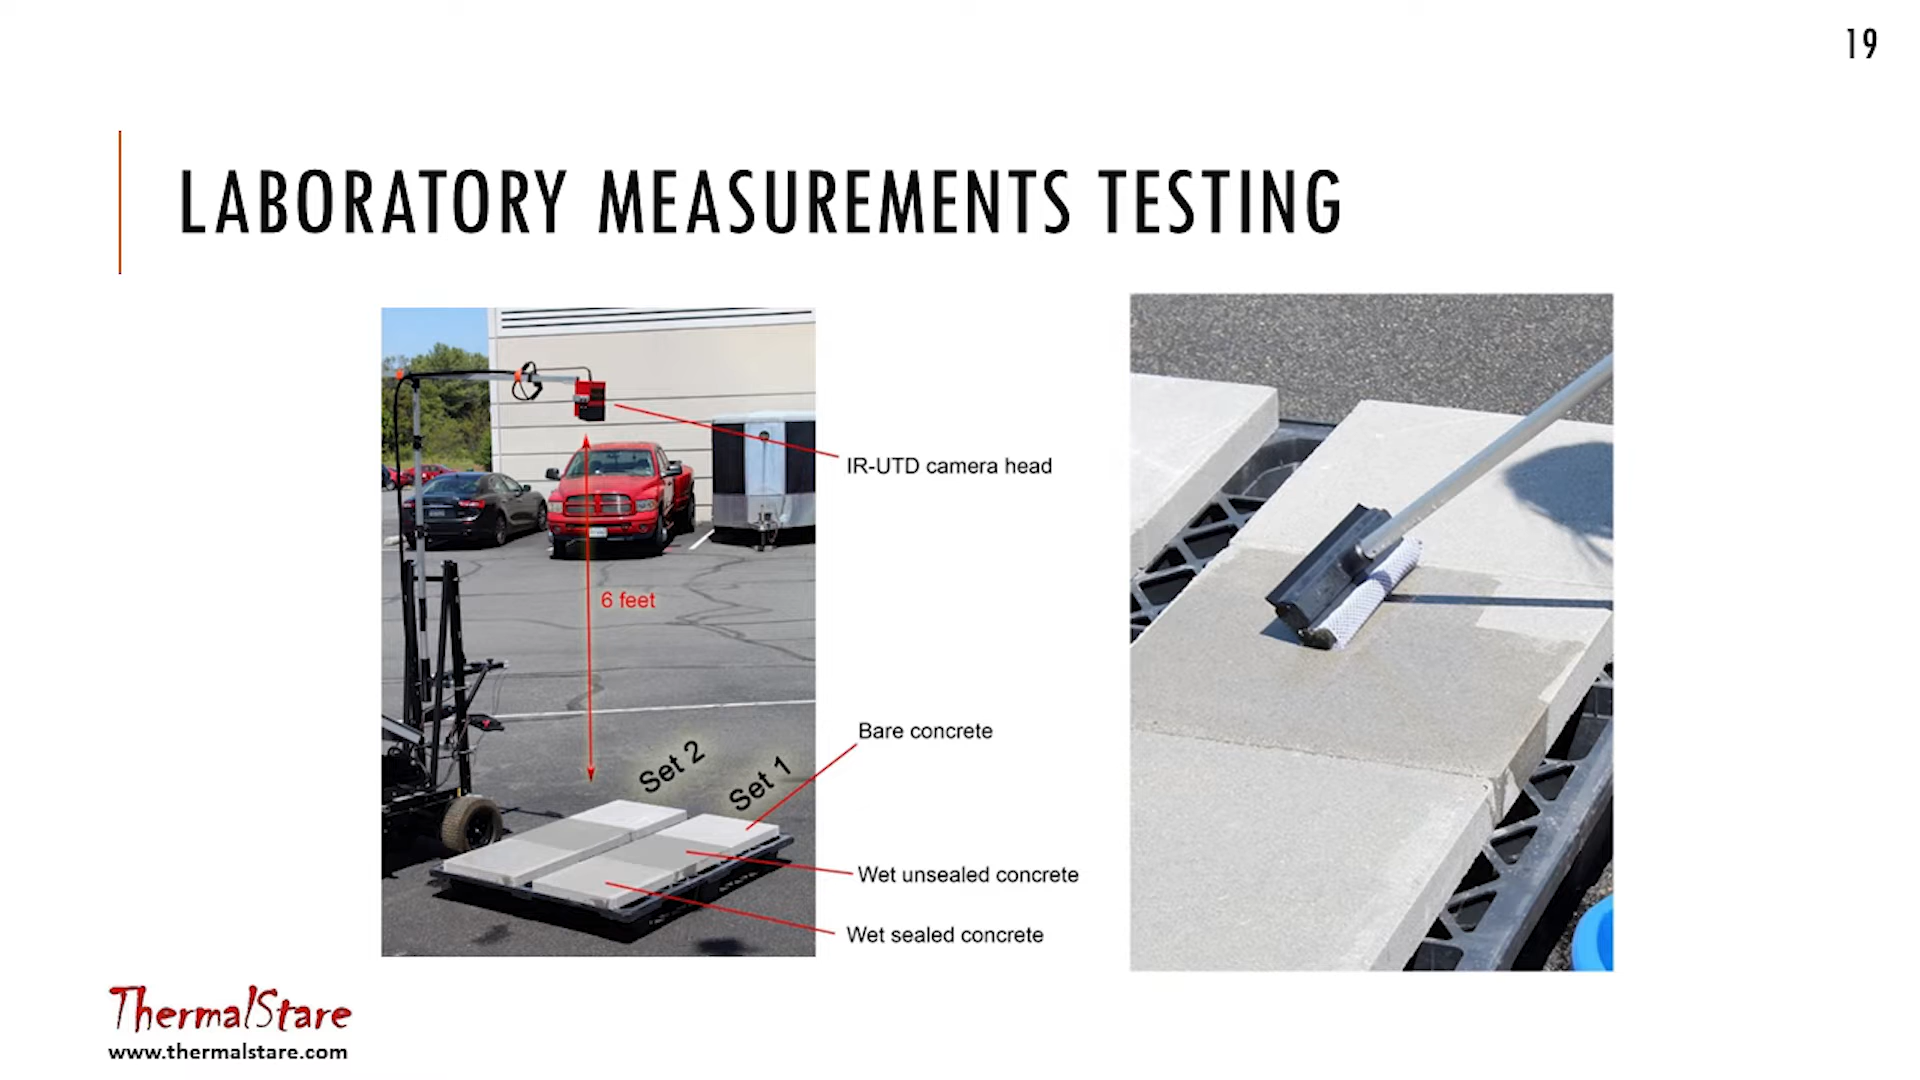 19
LABORATORY MEASUREMENTS TESTING
IR-UTD camera head
6 feet
Bare concrete
Set 2
Set 1
Wet unsealed concrete
Wet sealed concrete
ThermalStare
www.thermalstare.com